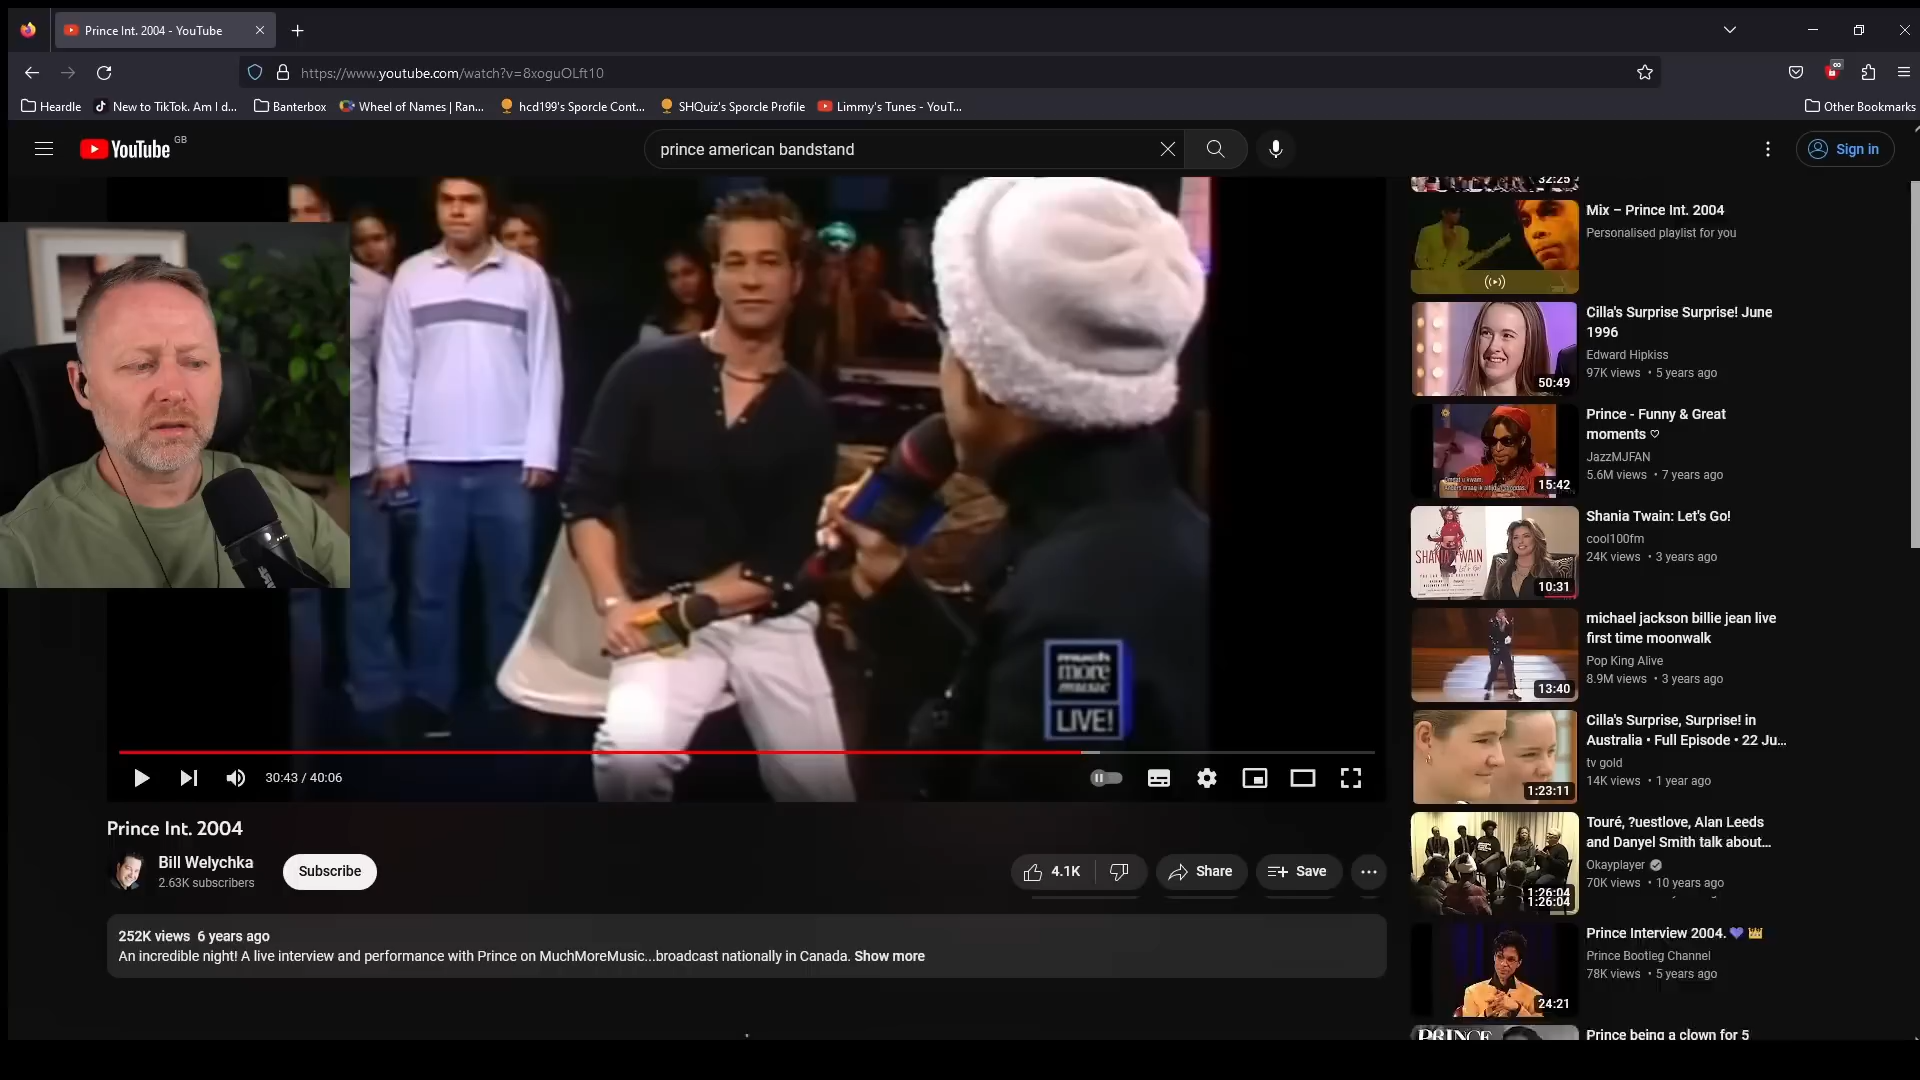 Prince Int. 2004 - YouTube
https://www.youtube.com/watch?v=8xoguOLft10
Heardle
New to TikTok. Am I d...
Banterbox
Wheel of Names | Ran...
hcd199's Sporcle Cont...
SHQuiz's Sporcle Profile
Limmy's Tunes - YouT...
Other Bookmarks
YouTube GB
prince american bandstand
Sign in
32:25
Mix – Prince Int. 2004
Personalised playlist for you
Cilla's Surprise Surprise! June
1996
Edward Hipkiss
97K views • 5 years ago
50:49
Prince - Funny & Great
moments ♡
JazzMJFAN
5.6M views • 7 years ago
15:42
SHANIA TWAIN
Let's Go!
Shania Twain: Let's Go!
cool100fm
24K views • 3 years ago
10:31
michael jackson billie jean live
first time moonwalk
Pop King Alive
8.9M views • 3 years ago
13:40
Cilla's Surprise, Surprise! in
Australia • Full Episode • 22 Ju...
tv gold
14K views • 1 year ago
1:23:11
Touré, ?uestlove, Alan Leeds
and Danyel Smith talk about...
Okayplayer
70K views • 10 years ago
1:26:04
1:26:04
Prince Interview 2004. 💜 👑
Prince Bootleg Channel
78K views • 5 years ago
24:21
PRINCE
Prince being a clown for 5
much
more
music
LIVE!
30:43 / 40:06
Prince Int. 2004
Bill Welychka
2.63K subscribers
Subscribe
4.1K
Share
Save
252K views 6 years ago
An incredible night! A live interview and performance with Prince on MuchMoreMusic...broadcast nationally in Canada. Show more